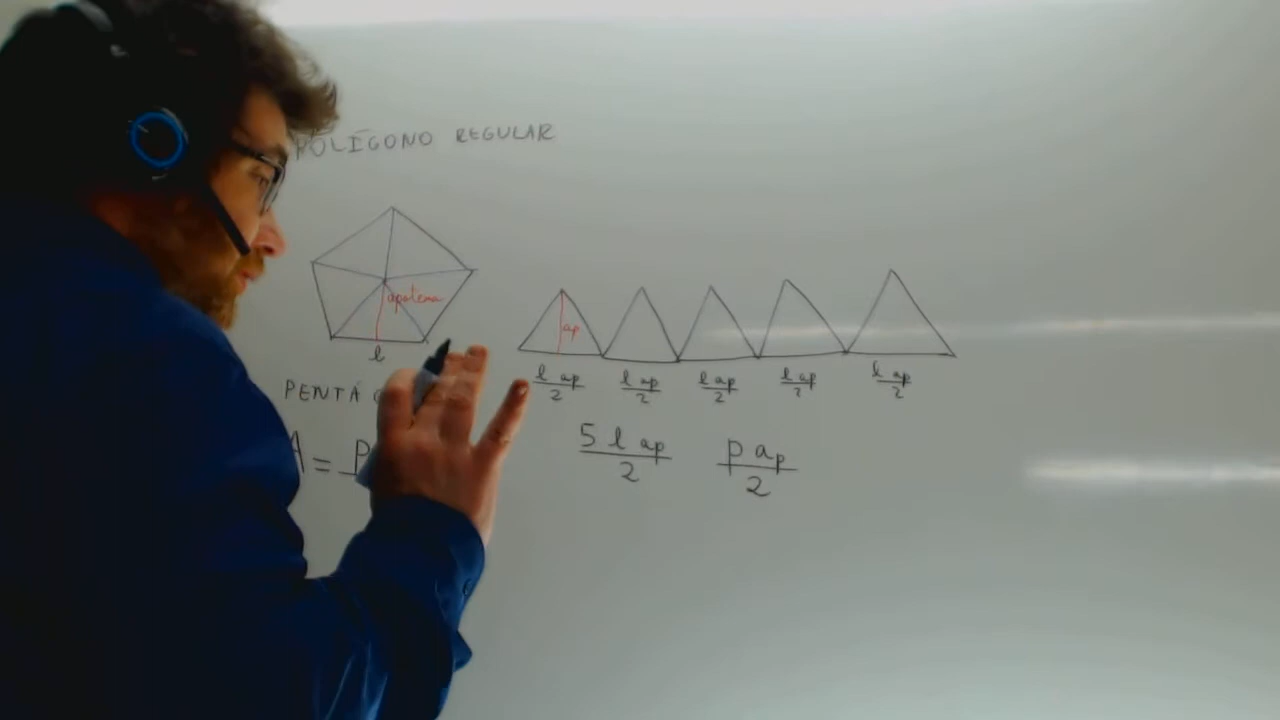 POLÍGONO REGULAR
apotema
ap
l
l ap / 2   l ap / 2   l ap / 2   l ap / 2   l ap / 2
A = P
5 l ap / 2   p ap / 2